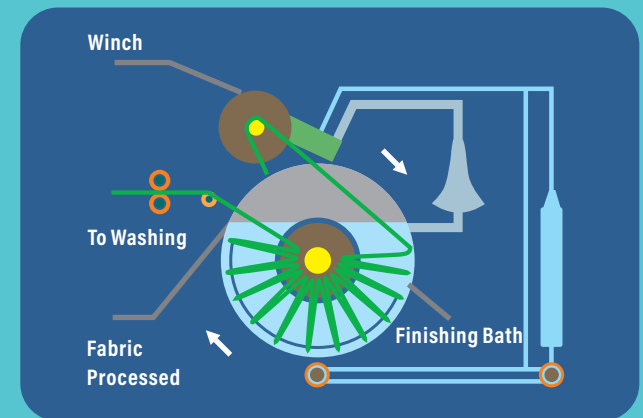 Winch
To Washing
Finishing Bath
Fabric
Processed